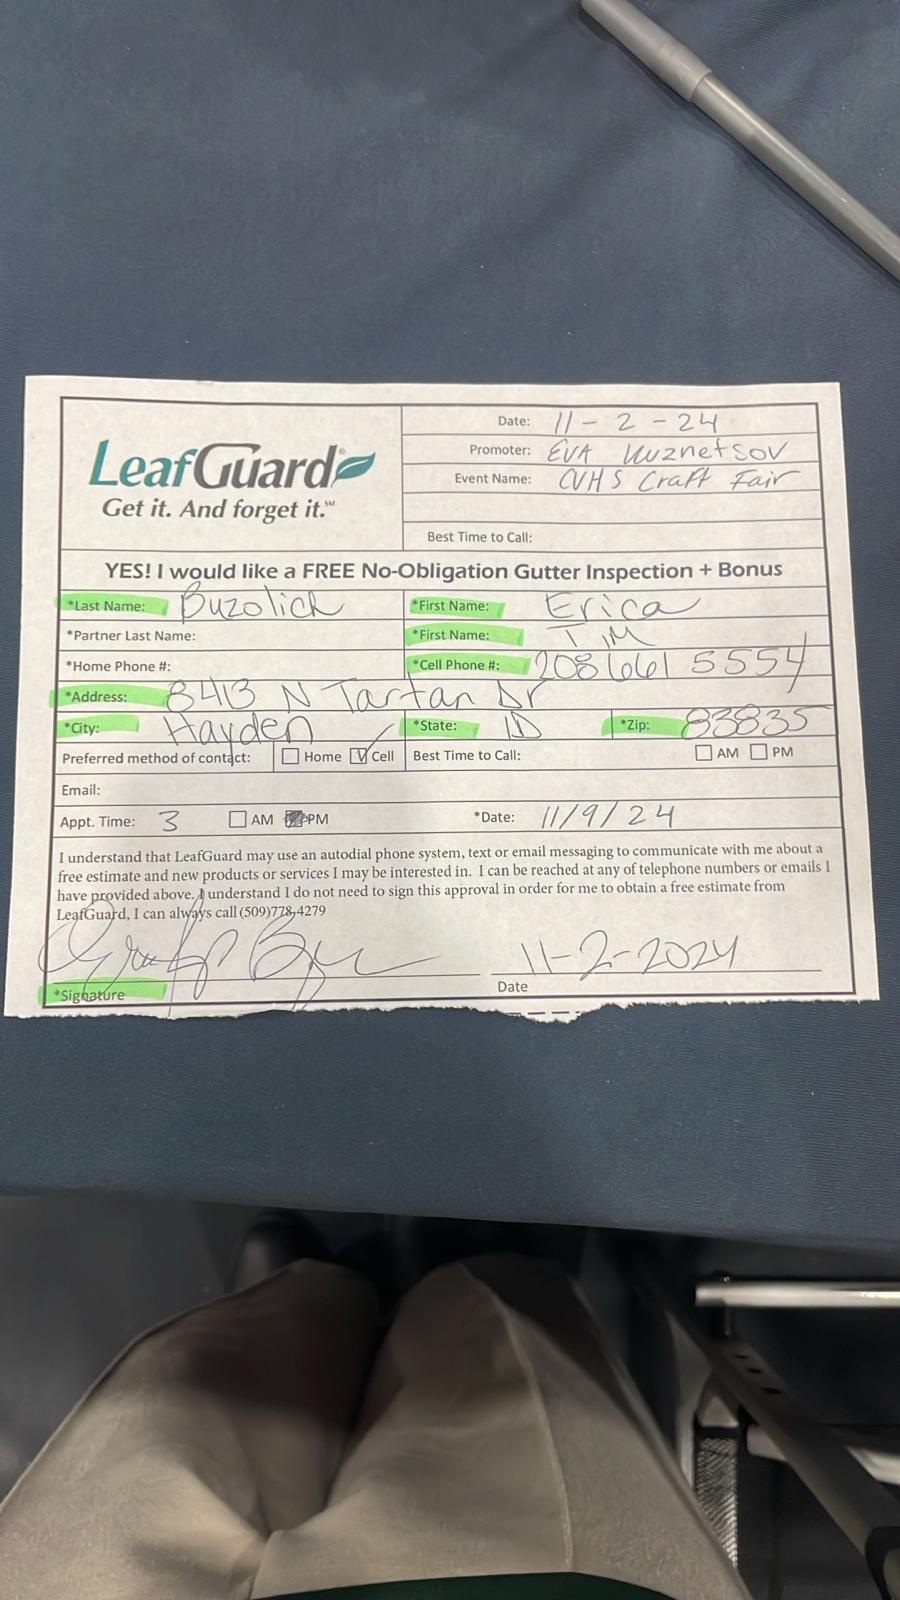 LeafGuard
Get it. And forget it.℠
Date: 11-2-24
Promoter: EVA Kuznetsov
Event Name: CVHS Craft Fair
Best Time to Call:
YES! I would like a FREE No-Obligation Gutter Inspection + Bonus
*Last Name: Buzolich *First Name: Erica
*Partner Last Name: *First Name: TIM
*Home Phone #: *Cell Phone #: 208 661 5554
*Address: 8413 N Tartan Dr
*City: Hayden *State: ID *Zip: 83835
Preferred method of contact: Home Cell Best Time to Call: AM PM
Email:
Appt. Time: 3 AM PM *Date: 11/9/24
I understand that LeafGuard may use an autodial phone system, text or email messaging to communicate with me about a
free estimate and new products or services I may be interested in. I can be reached at any of telephone numbers or emails I
have provided above. I understand I do not need to sign this approval in order for me to obtain a free estimate from
LeafGuard, I can always call (509)778-4279
11-2-2024
*Signature Date